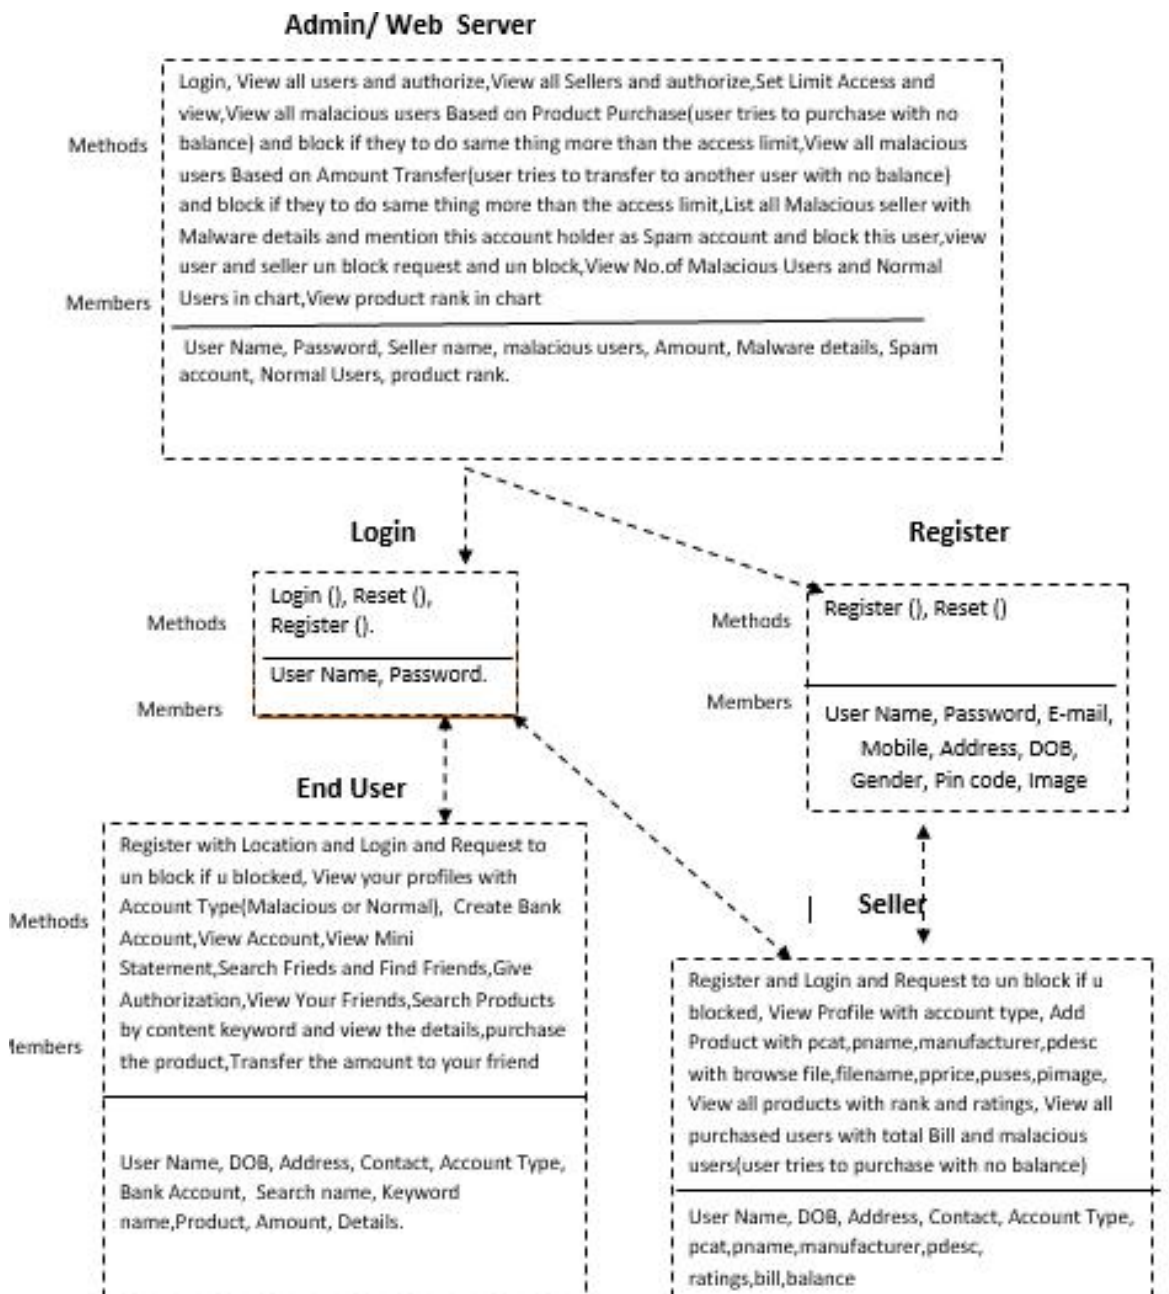 Admin/ Web  Server
Login, View all users and authorize,View all Sellers and authorize,Set Limit Access and
view,View all malacious users Based on Product Purchase(user tries to purchase with no
Methods
balance) and block if they to do same thing more than the access limit,View all malacious
users Based on Amount Transfer(user tries to transfer to another user with no balance)
and block if they to do same thing more than the access limit,List all Malacious seller with
Malware details and mention this account holder as Spam account and block this user,view
user and seller un block request and un block,View No.of Malacious Users and Normal
Members
Users in chart,View product rank in chart
User Name, Password, Seller name, malacious users, Amount, Malware details, Spam
account, Normal Users, product rank.
Login
Methods
Login (), Reset (),
Register ().
Members
User Name, Password.
Register
Methods
Register (), Reset ()
Members
User Name, Password, E-mail,
Mobile, Address, DOB,
Gender, Pin code, Image
End User
Methods
Register with Location and Login and Request to
un block if u blocked, View your profiles with
Account Type(Malacious or Normal),  Create Bank
Account,View Account,View Mini
Statement,Search Frieds and Find Friends,Give
Authorization,View Your Friends,Search Products
by content keyword and view the details,purchase
the product,Transfer the amount to your friend
Members
User Name, DOB, Address, Contact, Account Type,
Bank Account,  Search name, Keyword
name,Product, Amount, Details.
Seller
Register and Login and Request to un block if u
blocked, View Profile with account type, Add
Product with pcat,pname,manufacturer,pdesc
with browse file,filename,pprice,puses,pimage,
View all products with rank and ratings, View all
purchased users with total Bill and malacious
users(user tries to purchase with no balance)
User Name, DOB, Address, Contact, Account Type,
pcat,pname,manufacturer,pdesc,
ratings,bill,balance